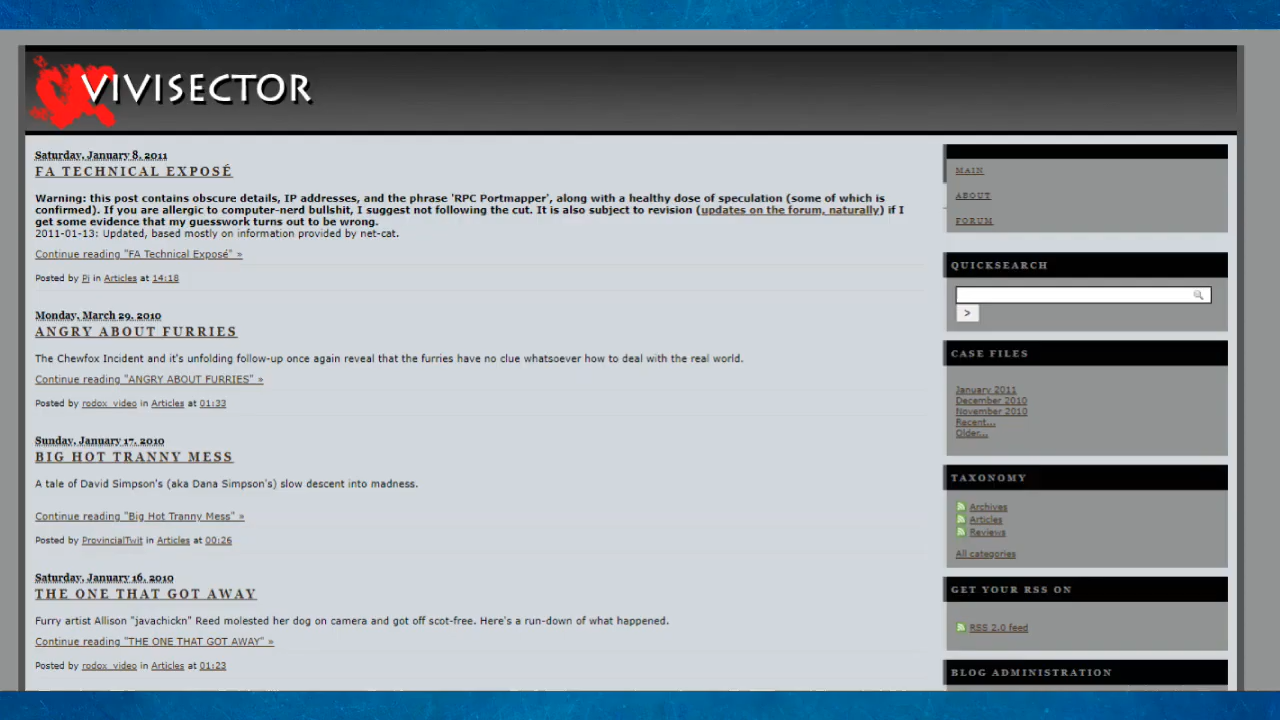 VIVISECTOR
Saturday, January 8, 2011
FA TECHNICAL EXPOSÉ
Warning: this post contains obscure details, IP addresses, and the phrase 'RPC Portmapper', along with a healthy dose of speculation (some of which is
confirmed). If you are allergic to computer-nerd bullshit, I suggest not following the cut. It is also subject to revision (updates on the forum, naturally) if I
get some evidence that my guesswork turns out to be wrong.
2011-01-13: Updated, based mostly on information provided by net-cat.
Continue reading "FA Technical Exposé" »
Posted by Pi in Articles at 14:18
Monday, March 29, 2010
ANGRY ABOUT FURRIES
The Chewfox Incident and it's unfolding follow-up once again reveal that the furries have no clue whatsoever how to deal with the real world.
Continue reading "ANGRY ABOUT FURRIES" »
Posted by rodox_video in Articles at 01:33
Sunday, January 17, 2010
BIG HOT TRANNY MESS
A tale of David Simpson's (aka Dana Simpson's) slow descent into madness.
Continue reading "Big Hot Tranny Mess" »
Posted by ProvincialTwit in Articles at 00:26
Saturday, January 16, 2010
THE ONE THAT GOT AWAY
Furry artist Allison "javachickn" Reed molested her dog on camera and got off scot-free. Here's a run-down of what happened.
Continue reading "THE ONE THAT GOT AWAY" »
Posted by rodox_video in Articles at 01:23
MAIN
ABOUT
FORUM
QUICKSEARCH
>
CASE FILES
January 2011
December 2010
November 2010
Recent...
Older...
TAXONOMY
Archives
Articles
Reviews
All categories
GET YOUR RSS ON
RSS 2.0 feed
BLOG ADMINISTRATION